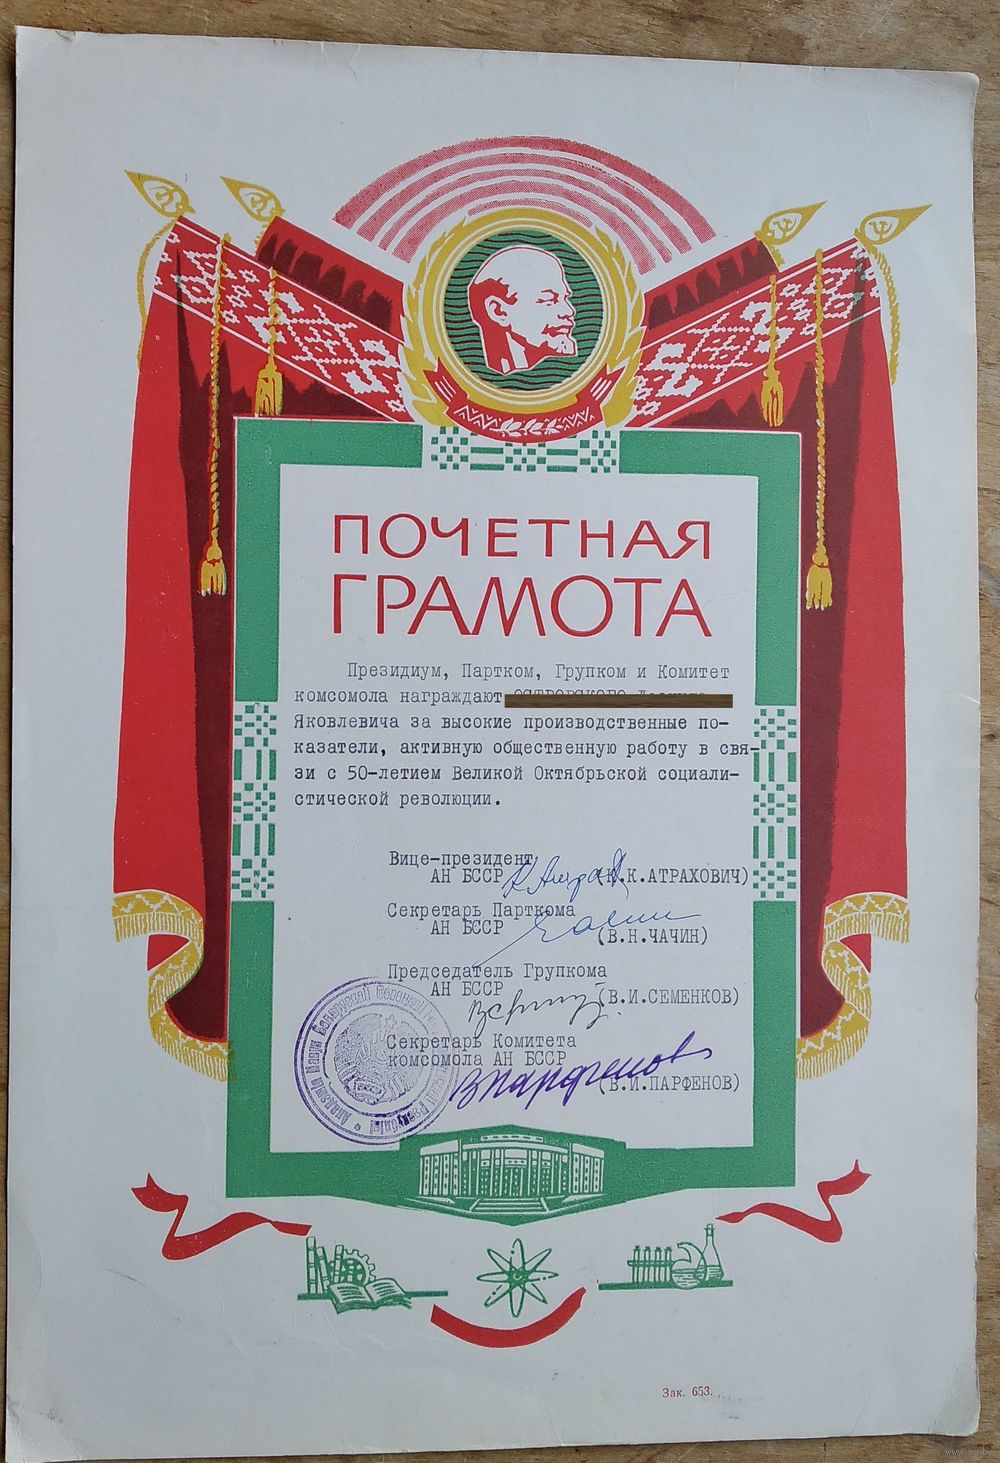 ПОЧЕТНАЯ
ГРАМОТА
Президиум, Партком, Групком и Комитет
комсомола награждают
Яковлевича за высокие производственные по-
казатели, активную общественную работу в свя-
зи с 50-летием Великой Октябрьской социали-
стической революции.
Вице-президент
АН БССР (К.К.АТРАХОВИЧ)
Секретарь Парткома
АН БССР
(В.Н.ЧАЧИН)
Председатель Групкома
АН БССР (В.И.СЕМЕНКОВ)
Секретарь Комитета
комсомола АН БССР
(В.И.ПАРФЕНОВ)
Зак. 653.